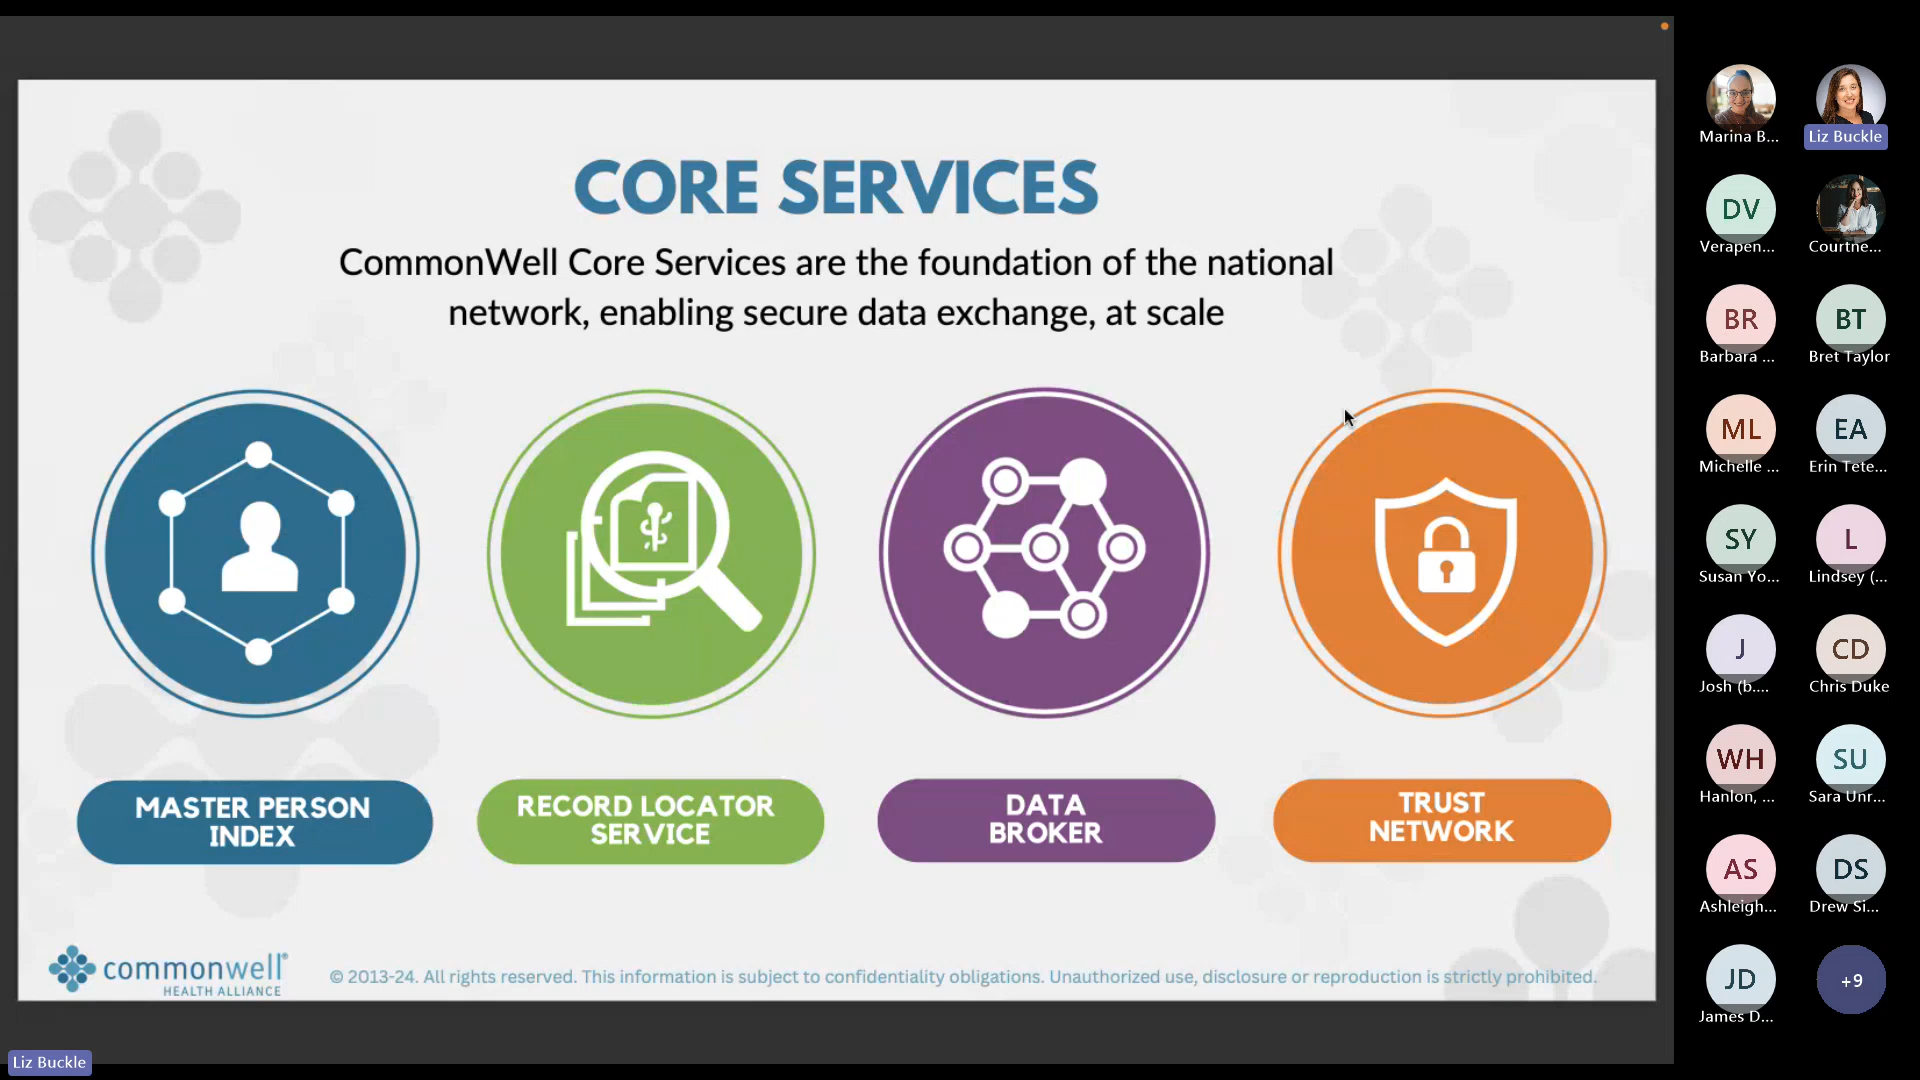 CORE SERVICES
CommonWell Core Services are the foundation of the national
network, enabling secure data exchange, at scale
MASTER PERSON
INDEX
RECORD LOCATOR
SERVICE
DATA
BROKER
TRUST
NETWORK
commonwell®
HEALTH ALLIANCE
© 2013-24. All rights reserved. This information is subject to confidentiality obligations. Unauthorized use, disclosure or reproduction is strictly prohibited.
Liz Buckle
Marina B...
Liz Buckle
DV
Verapen...
Courtne...
BR
Barbara ...
BT
Bret Taylor
ML
Michelle ...
EA
Erin Tete...
SY
Susan Yo...
L
Lindsey (...
J
Josh (b....
CD
Chris Duke
WH
Hanlon, ...
SU
Sara Unr...
AS
Ashleigh...
DS
Drew Si...
JD
James D...
+9